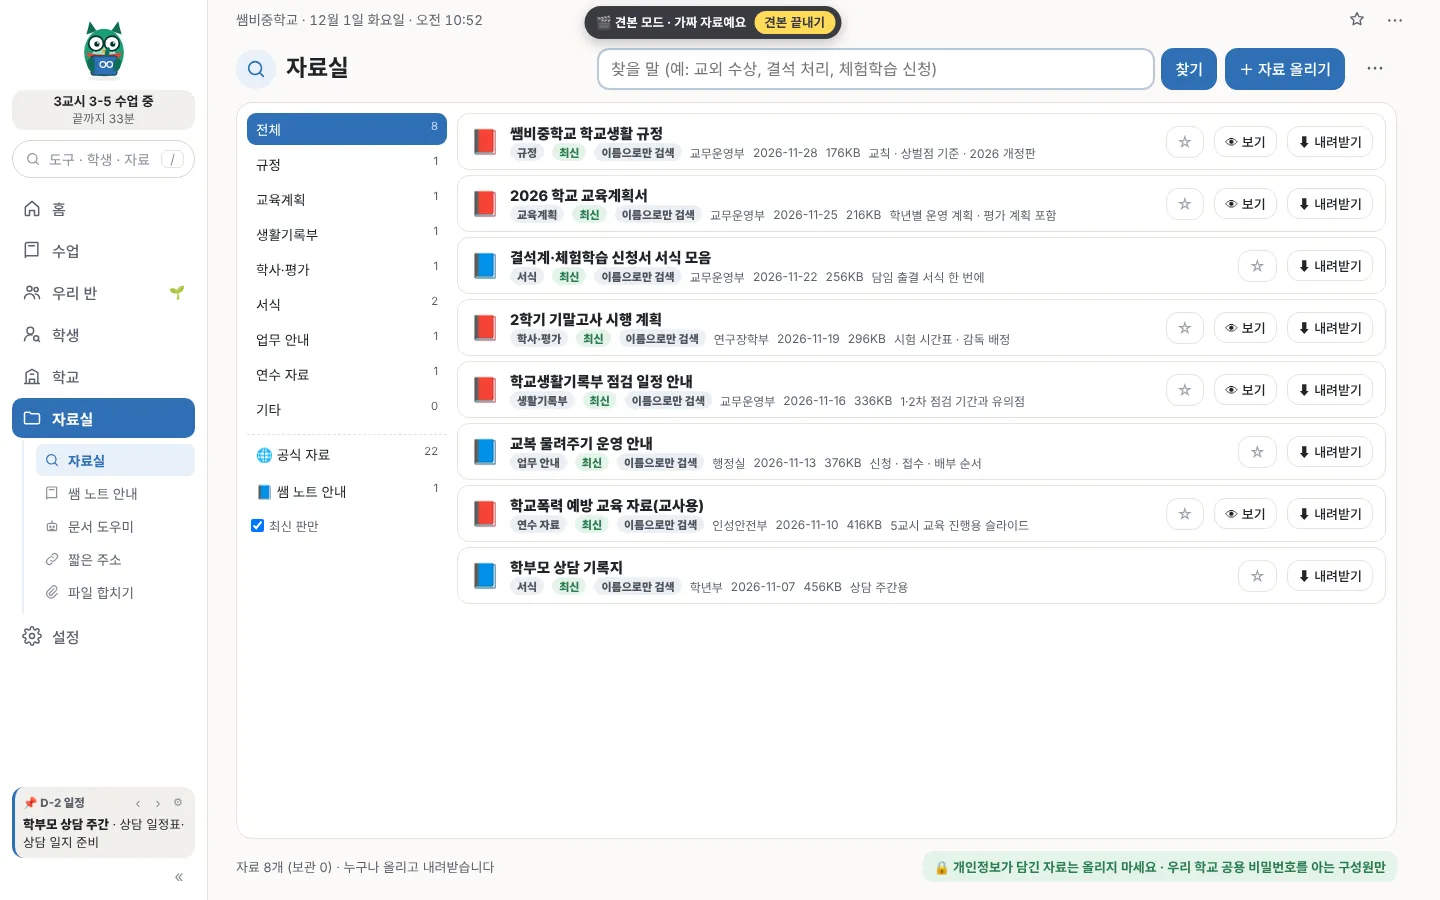 쌤비중학교 · 12월 1일 화요일 · 오전 10:52
🎬 견본 모드 · 가짜 자료예요 견본 끝내기
3교시 3-5 수업 중
끝까지 33분
도구 · 학생 · 자료 /
홈
수업
우리 반
학생
학교
자료실
자료실
쌤 노트 안내
문서 도우미
짧은 주소
파일 합치기
설정
📌 D-2 일정
학부모 상담 주간 · 상담 일정표·
상담 일지 준비
«
자료실
찾을 말 (예: 교외 수상, 결석 처리, 체험학습 신청)
찾기
+ 자료 올리기
전체 8
규정 1
교육계획 1
생활기록부 1
학사·평가 1
서식 2
업무 안내 1
연수 자료 1
기타 0
공식 자료 22
쌤 노트 안내 1
최신 판만
쌤비중학교 학교생활 규정
규정 최신 이름으로만 검색 교무운영부 2026-11-28 176KB 교칙 · 상벌점 기준 · 2026 개정판
보기 내려받기
2026 학교 교육계획서
교육계획 최신 이름으로만 검색 교무운영부 2026-11-25 216KB 학년별 운영 계획 · 평가 계획 포함
보기 내려받기
결석계·체험학습 신청서 서식 모음
서식 최신 이름으로만 검색 교무운영부 2026-11-22 256KB 담임 출결 서식 한 번에
내려받기
2학기 기말고사 시행 계획
학사·평가 최신 이름으로만 검색 연구장학부 2026-11-19 296KB 시험 시간표 · 감독 배정
보기 내려받기
학교생활기록부 점검 일정 안내
생활기록부 최신 이름으로만 검색 교무운영부 2026-11-16 336KB 1·2차 점검 기간과 유의점
보기 내려받기
교복 물려주기 운영 안내
업무 안내 최신 이름으로만 검색 행정실 2026-11-13 376KB 신청 · 접수 · 배부 순서
내려받기
학교폭력 예방 교육 자료(교사용)
연수 자료 최신 이름으로만 검색 인성안전부 2026-11-10 416KB 5교시 교육 진행용 슬라이드
보기 내려받기
학부모 상담 기록지
서식 최신 이름으로만 검색 학년부 2026-11-07 456KB 상담 주간용
내려받기
자료 8개 (보관 0) · 누구나 올리고 내려받습니다
🔒 개인정보가 담긴 자료는 올리지 마세요 · 우리 학교 공용 비밀번호를 아는 구성원만